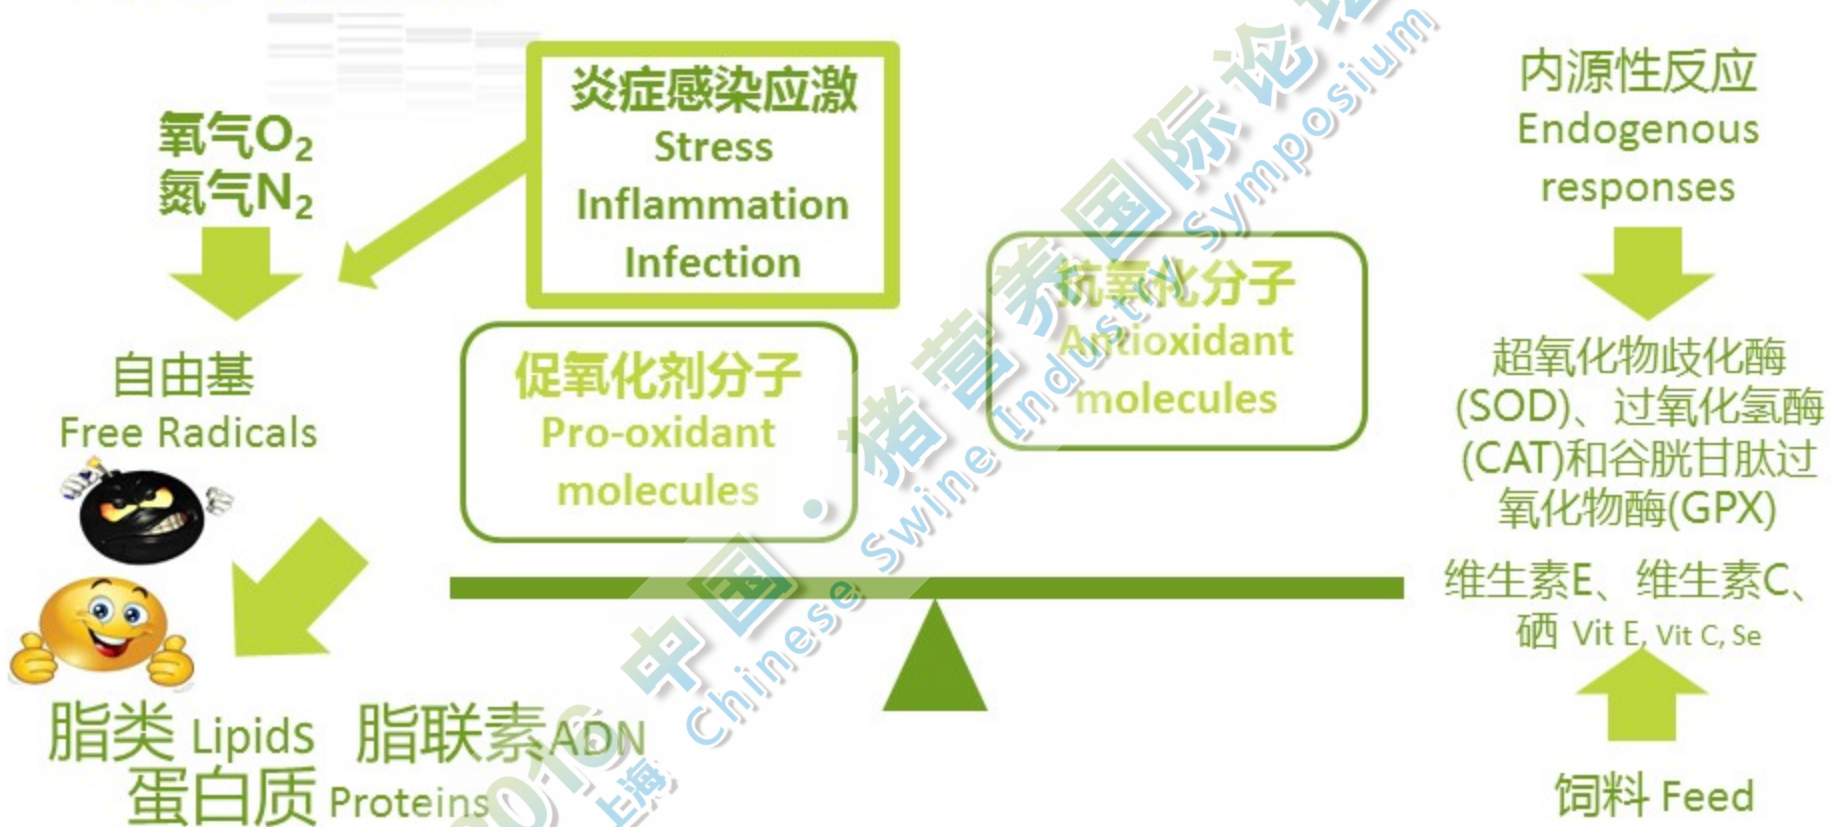 炎症感染应激
Stress
Inflammation
Infection
氧气O₂
氮气N₂
自由基
Free Radicals
促氧化剂分子
Pro-oxidant
molecules
抗氧化分子
Antioxidant
molecules
内源性反应
Endogenous
responses
超氧化物歧化酶
(SOD)、过氧化氢酶
(CAT)和谷胱甘肽过
氧化物酶(GPX)
维生素E、维生素C、
硒 Vit E, Vit C, Se
饲料 Feed
脂类 Lipids 脂联素ADN
蛋白质 Proteins
2016 中国·猪营养国际论坛
上海 Chinese Swine Industry Symposium